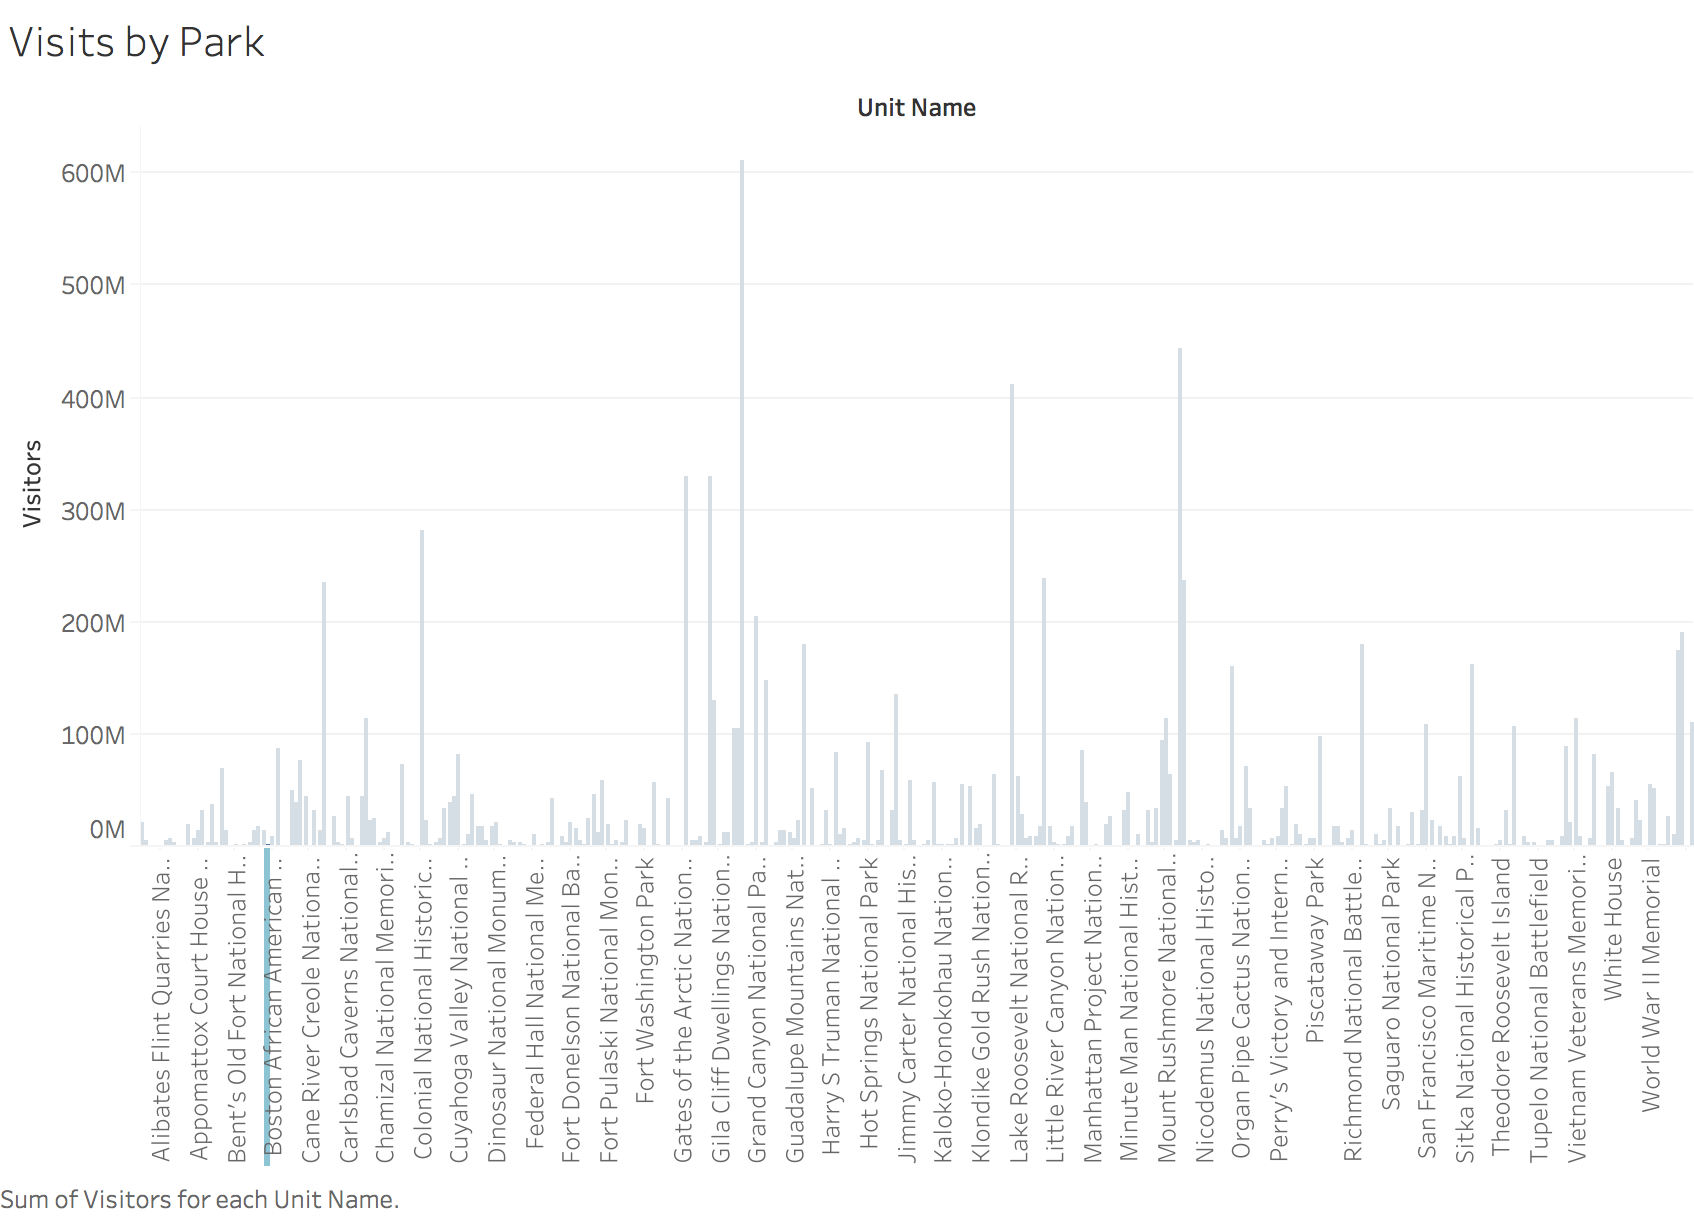 Visits by Park
Unit Name
Visitors
600M
500M
400M
300M
200M
100M
0M
Alibates Flint Quarries Na..
Appomattox Court House ..
Bent's Old Fort National H..
Boston African American ..
Cane River Creole Nationa..
Carlsbad Caverns National..
Chamizal National Memori..
Colonial National Historic..
Cuyahoga Valley National ..
Dinosaur National Monum..
Federal Hall National Me..
Fort Donelson National Ba..
Fort Pulaski National Mon..
Fort Washington Park
Gates of the Arctic Nation..
Gila Cliff Dwellings Nation..
Grand Canyon National Pa..
Guadalupe Mountains Nat..
Harry S Truman National ..
Hot Springs National Park
Jimmy Carter National His..
Kaloko-Honokohau Nation..
Klondike Gold Rush Nation..
Lake Roosevelt National R..
Little River Canyon Nation..
Manhattan Project Nation..
Minute Man National Hist..
Mount Rushmore National..
Nicodemus National Histo..
Organ Pipe Cactus Nation..
Perry's Victory and Intern..
Piscataway Park
Richmond National Battle..
Saguaro National Park
San Francisco Maritime N..
Sitka National Historical P..
Theodore Roosevelt Island
Tupelo National Battlefield
Vietnam Veterans Memori..
White House
World War II Memorial
Sum of Visitors for each Unit Name.